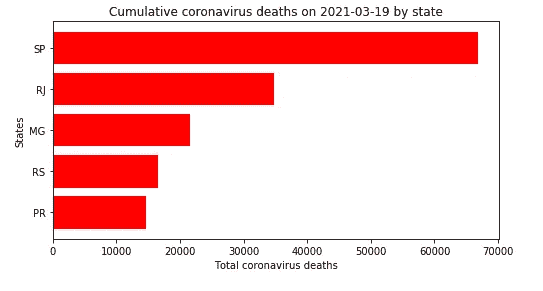 Cumulative coronavirus deaths on 2021-03-19 by state
States
SP
RJ
MG
RS
PR
0 10000 20000 30000 40000 50000 60000 70000
Total coronavirus deaths